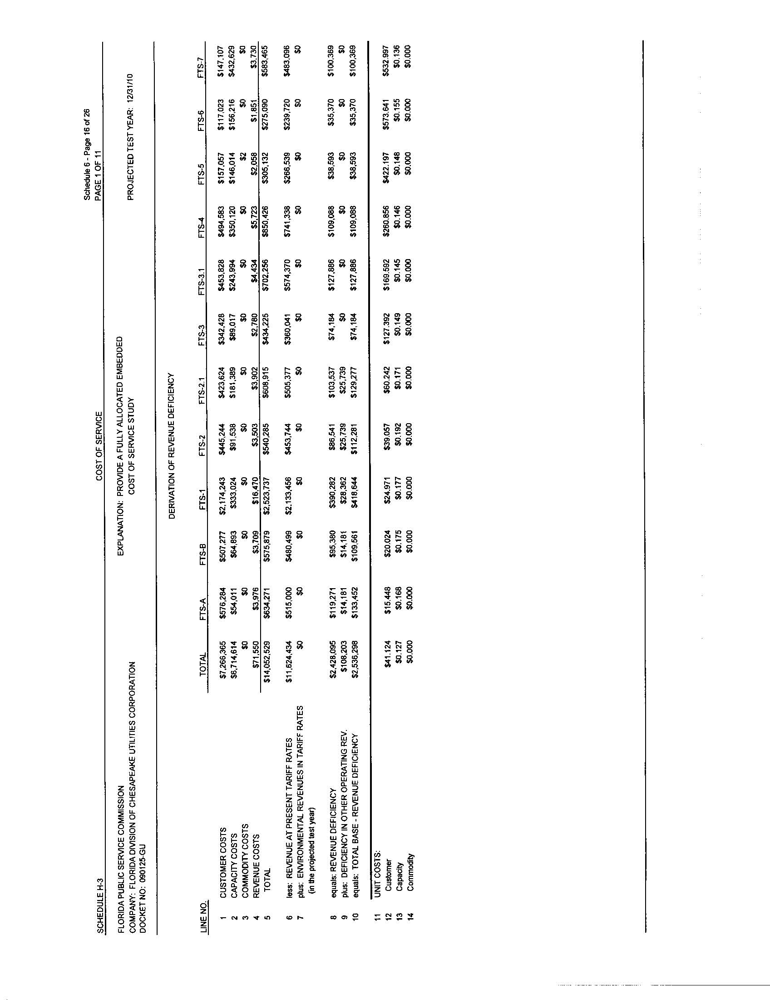 Schedule 6 - Page 16 of 26
SCHEDULE H-3 COST OF SERVICE PAGE 1 OF 11
FLORIDA PUBLIC SERVICE COMMISSION EXPLANATION: PROVIDE A FULLY ALLOCATED EMBEDDED
COMPANY: FLORIDA DIVISION OF CHESAPEAKE UTILITIES CORPORATION COST OF SERVICE STUDY PROJECTED TEST YEAR: 12/31/10
DOCKET NO: 090125-GU
DERIVATION OF REVENUE DEFICIENCY
LINE NO. TOTAL FTS-A FTS-B FTS-1 FTS-2 FTS-2.1 FTS-3 FTS-3.1 FTS-4 FTS-5 FTS-6 FTS-7
1 CUSTOMER COSTS $7,266,365 $576,284 $507,277 $2,174,243 $445,244 $423,624 $342,428 $453,828 $494,583 $157,057 $117,023 $147,107
2 CAPACITY COSTS $6,714,614 $54,011 $64,893 $333,024 $91,538 $181,389 $89,017 $243,994 $350,120 $146,014 $156,216 $432,629
3 COMMODITY COSTS $0 $0 $0 $0 $0 $0 $0 $0 $0 $2 $0 $0
4 REVENUE COSTS $71,550 $3,976 $3,709 $16,470 $3,503 $3,902 $2,780 $4,434 $5,723 $2,058 $1,851 $3,730
5 TOTAL $14,052,529 $634,271 $575,879 $2,523,737 $540,285 $608,915 $434,225 $702,256 $850,426 $305,132 $275,090 $583,465
6 less: REVENUE AT PRESENT TARIFF RATES $11,624,434 $515,000 $480,499 $2,133,456 $453,744 $505,377 $360,041 $574,370 $741,338 $266,539 $239,720 $483,096
7 plus: ENVIRONMENTAL REVENUES IN TARIFF RATES $0 $0 $0 $0 $0 $0 $0 $0 $0 $0 $0 $0
(in the projected test year)
8 equals: REVENUE DEFICIENCY $2,428,095 $119,271 $95,380 $390,282 $86,541 $103,537 $74,184 $127,886 $109,088 $38,593 $35,370 $100,369
9 plus: DEFICIENCY IN OTHER OPERATING REV. $108,203 $14,181 $14,181 $28,362 $25,739 $25,739 $0 $0 $0 $0 $0 $0
10 equals: TOTAL BASE - REVENUE DEFICIENCY $2,536,298 $133,452 $109,561 $418,644 $112,281 $129,277 $74,184 $127,886 $109,088 $38,593 $35,370 $100,369
11 UNIT COSTS:
12 Customer $41.124 $15.448 $20.024 $24.971 $39.057 $60.242 $127.392 $169.592 $260.856 $422.197 $573.641 $532.997
13 Capacity $0.127 $0.168 $0.175 $0.177 $0.192 $0.171 $0.149 $0.145 $0.146 $0.148 $0.155 $0.136
14 Commodity $0.000 $0.000 $0.000 $0.000 $0.000 $0.000 $0.000 $0.000 $0.000 $0.000 $0.000 $0.000